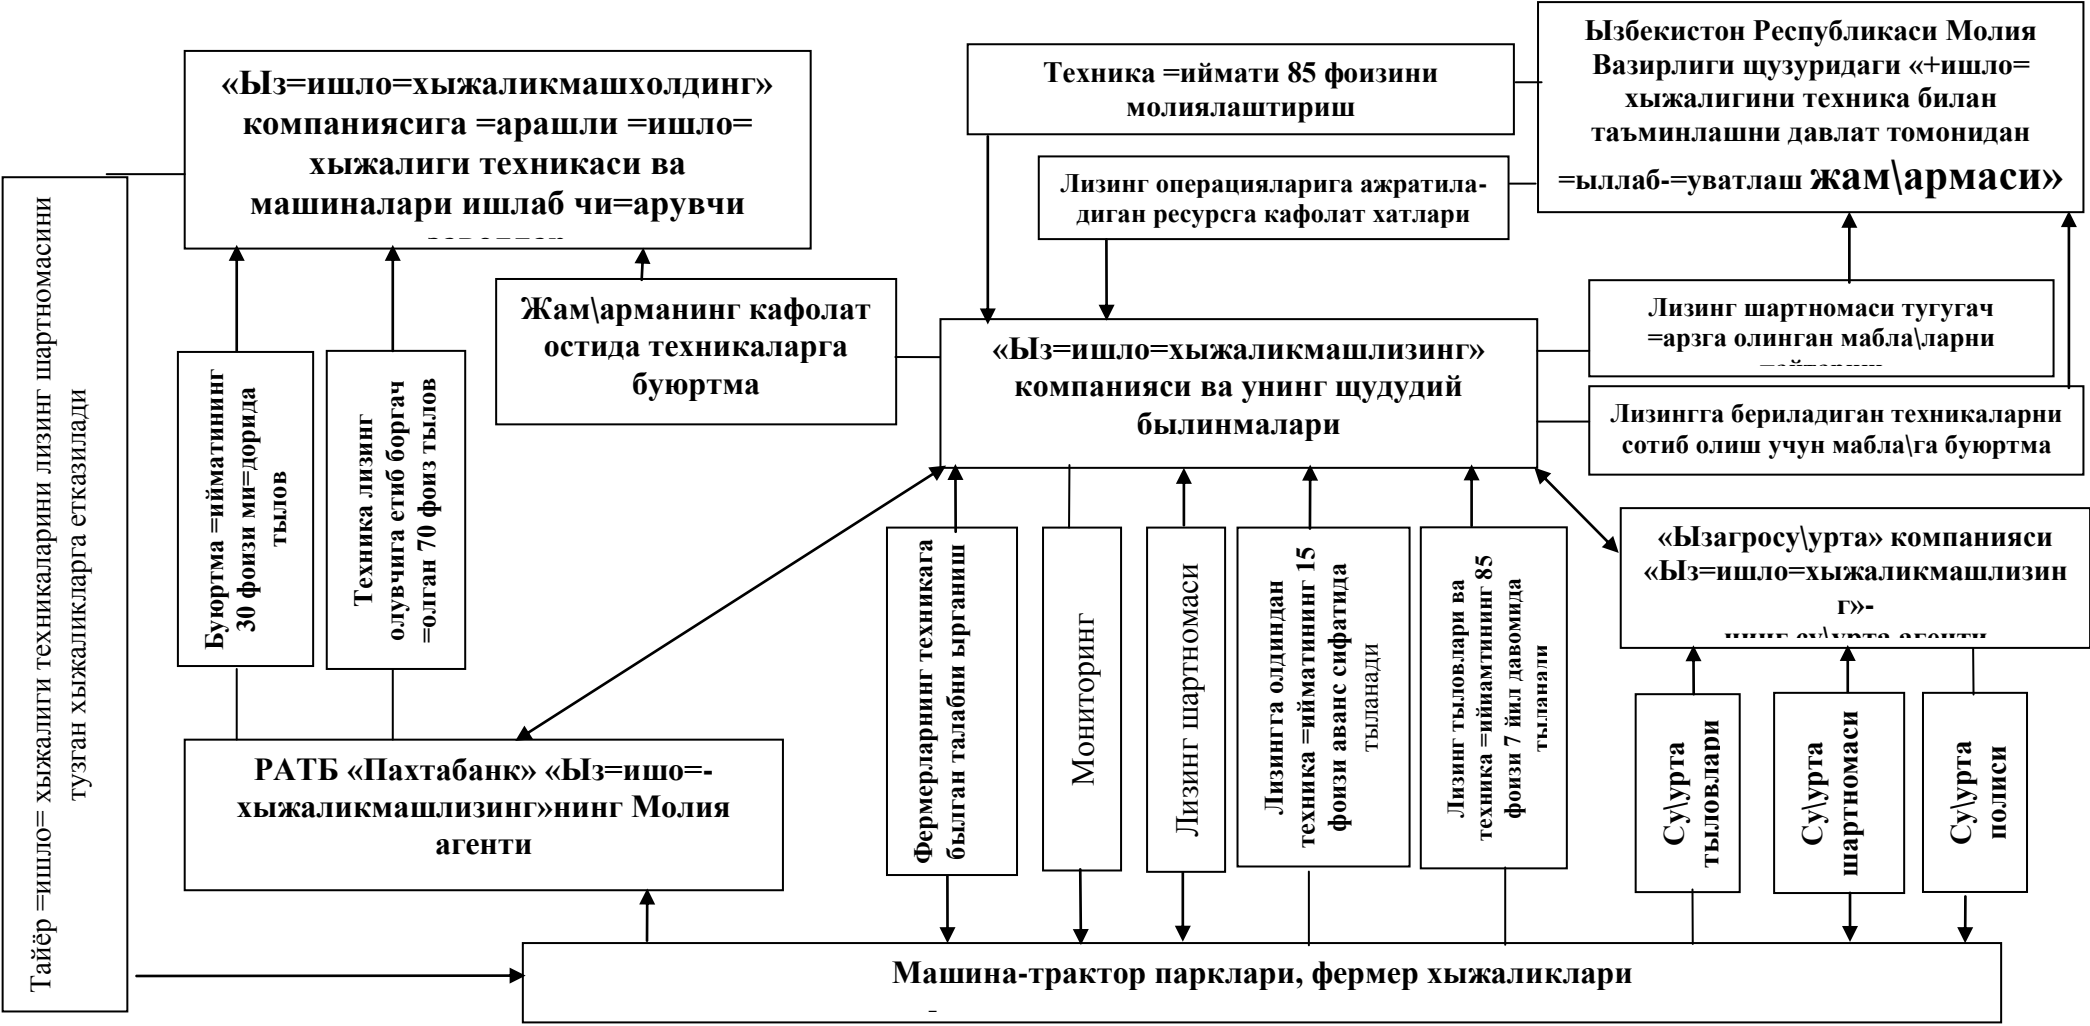 Ызбекистон Республикаси Молия
Вазирлиги щузуридаги «+ишло=
хыжалигини техника билан
таъминлашни давлат томонидан
=ыллаб-=уватлаш жам\армаси»
Техника =иймати 85 фоизини
молиялаштириш
«Ыз=ишло=хыжаликмашхолдинг»
компаниясига =арашли =ишло=
хыжалиги техникаси ва
машиналари ишлаб чи=арувчи
Лизинг операцияларига ажратила-
диган ресурсга кафолат хатлари
Тайёр =ишло= хыжалиги техникаларини лизинг шартномасини
тузган хыжаликларга етказилади
Жам\арманинг кафолат
остида техникаларга
буюртма
Лизинг шартномаси тугугач
=арзга олинган мабла\ларни
«Ыз=ишло=хыжаликмашлизинг»
компанияси ва унинг щудудий
былинмалари
Лизингга бериладиган техникаларни
сотиб олиш учун мабла\га буюртма
Буюртма =ийматининг
30 фоизи ми=дорида
тылов
Техника лизинг
олувчига етиб боргач
=олган 70 фоиз тылов
«Ызагросу\урта» компанияси
«Ыз=ишло=хыжаликмашлизин
г»-
нинг су\урта агенти
Фермерларнинг техникага
былган талабни ырганиш
Мониторинг
Лизинг шартномаси
Лизингга олдиндан
техника =ийматининг 15
фоизи аванс сифатида
тыланади
Лизинг тыловлари ва
техника =ийиамтининг 85
фоизи 7 йил давомида
тыланали
Су\урта
тыловлари
Су\урта
шартномаси
Су\урта
полиси
РАТБ «Пахтабанк» «Ыз=ишо=-
хыжаликмашлизинг»нинг Молия
агенти
Машина-трактор парклари, фермер хыжаликлари